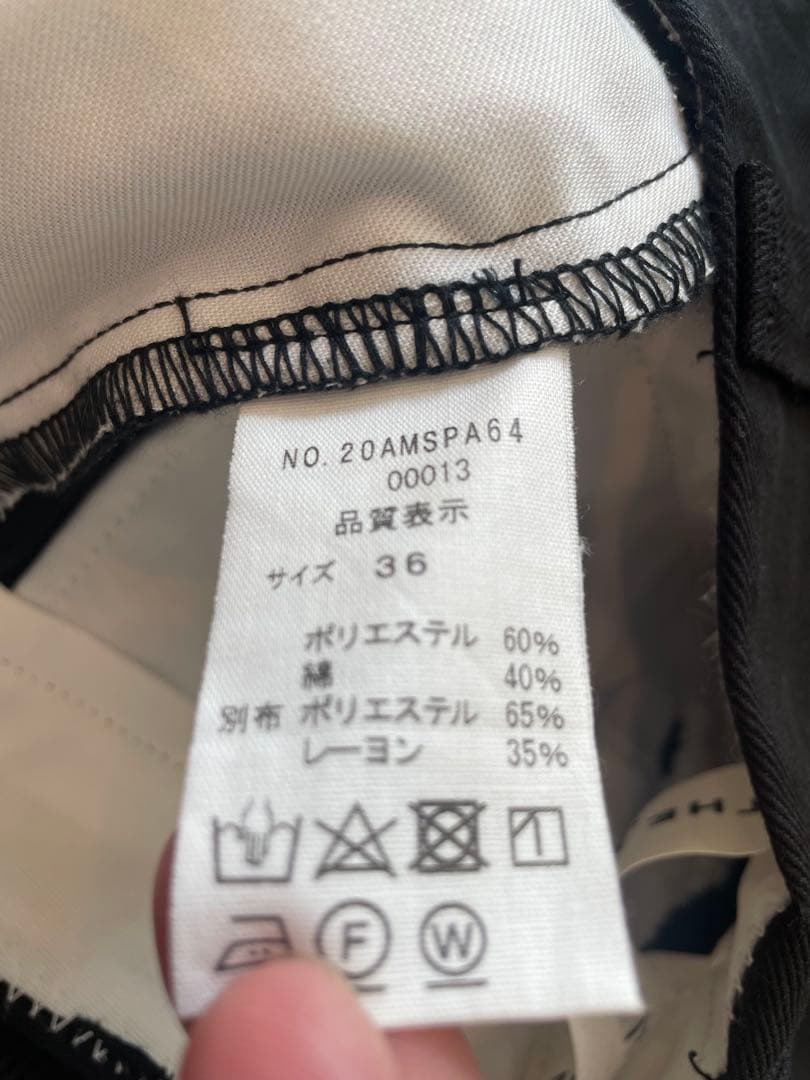 NO. 20AMSPA64
00013
品質表示
サイズ 36
ポリエステル 60%
綿 40%
別布 ポリエステル 65%
レーヨン 35%
F W
THE